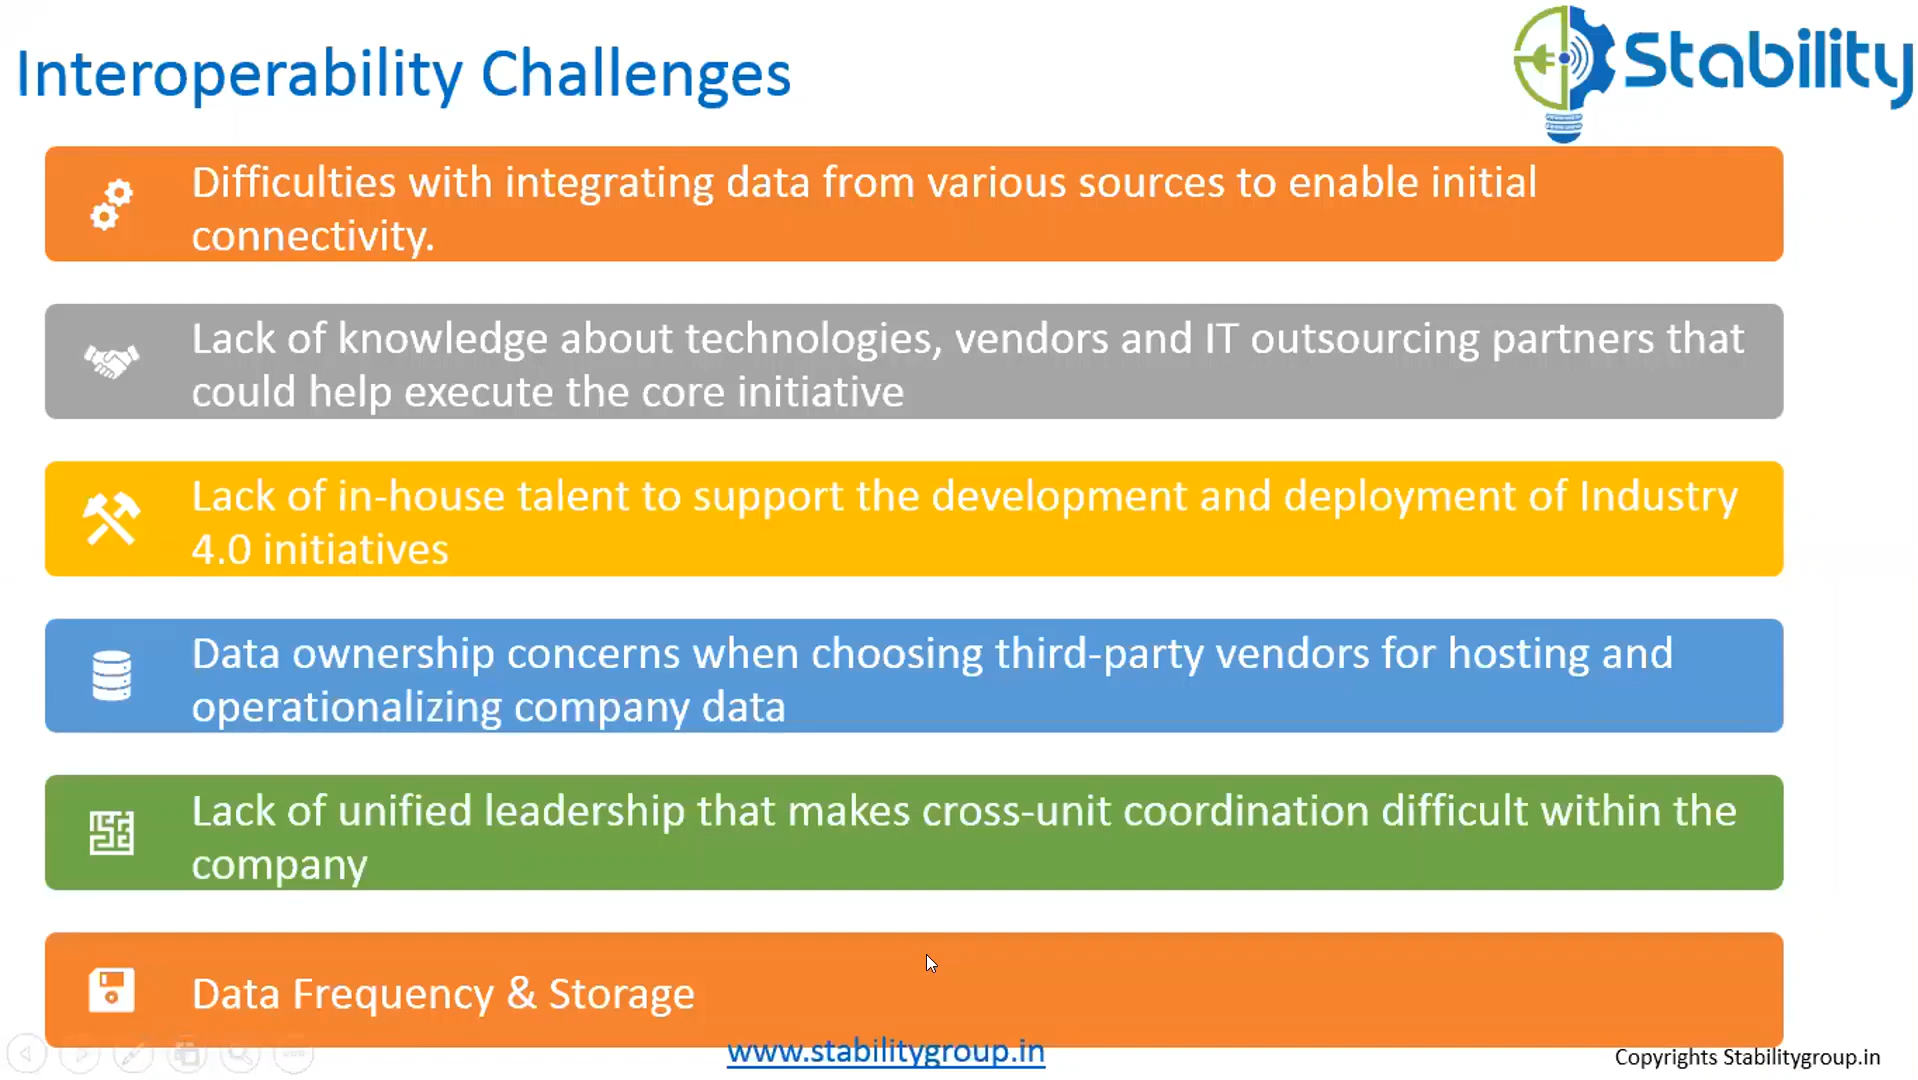 Interoperability Challenges
Stability
Difficulties with integrating data from various sources to enable initial
connectivity.
Lack of knowledge about technologies, vendors and IT outsourcing partners that
could help execute the core initiative
Lack of in-house talent to support the development and deployment of Industry
4.0 initiatives
Data ownership concerns when choosing third-party vendors for hosting and
operationalizing company data
Lack of unified leadership that makes cross-unit coordination difficult within the
company
Data Frequency & Storage
www.stabilitygroup.in
Copyrights Stabilitygroup.in